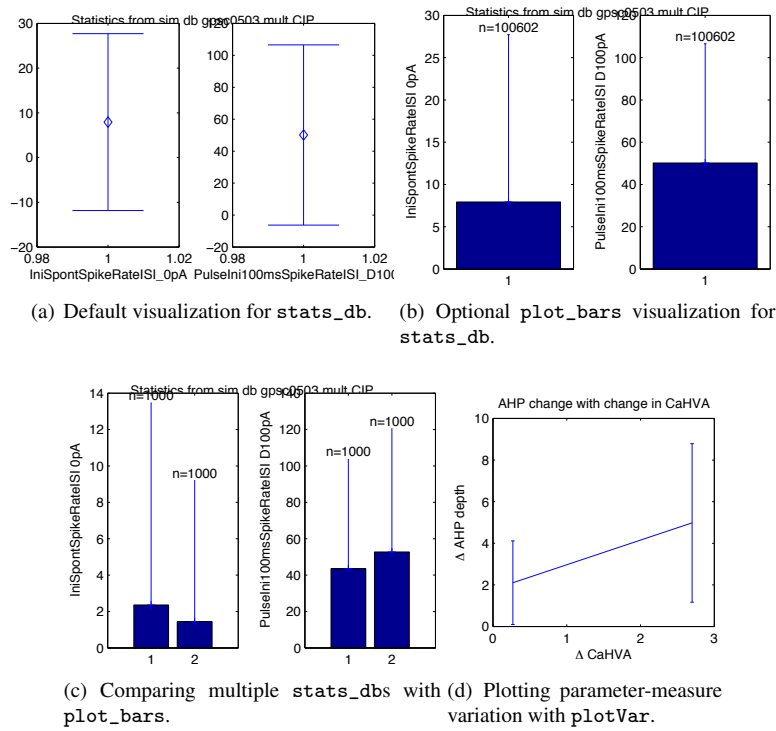 Statistics from sim db gpsc0503 mult CIP
30
20
10
0
−10
−20
0.98
1
1.02
IniSpontSpikeRateISI_0pA
120
100
80
60
40
20
0
−20
0.98
1
1.02
PulseIni100msSpikeRateISI_D100
(a) Default visualization for stats_db.
Statistics from sim db gpsc0503 mult CIP
IniSpontSpikeRateISI 0pA
30
25
20
15
10
5
0
n=100602
1
PulseIni100msSpikeRateISI D100pA
120
100
80
60
40
20
0
n=100602
1
(b) Optional plot_bars visualization for
stats_db.
Statistics from sim db gpsc0503 mult CIP
IniSpontSpikeRateISI 0pA
14
12
10
8
6
4
2
0
n=1000
n=1000
1
2
PulseIni100msSpikeRateISI D100pA
140
120
100
80
60
40
20
0
n=1000
n=1000
1
2
(c) Comparing multiple stats_dbs with
plot_bars.
AHP change with change in CaHVA
Δ AHP depth
10
8
6
4
2
0
0
1
2
3
Δ CaHVA
(d) Plotting parameter-measure
variation with plotVar.